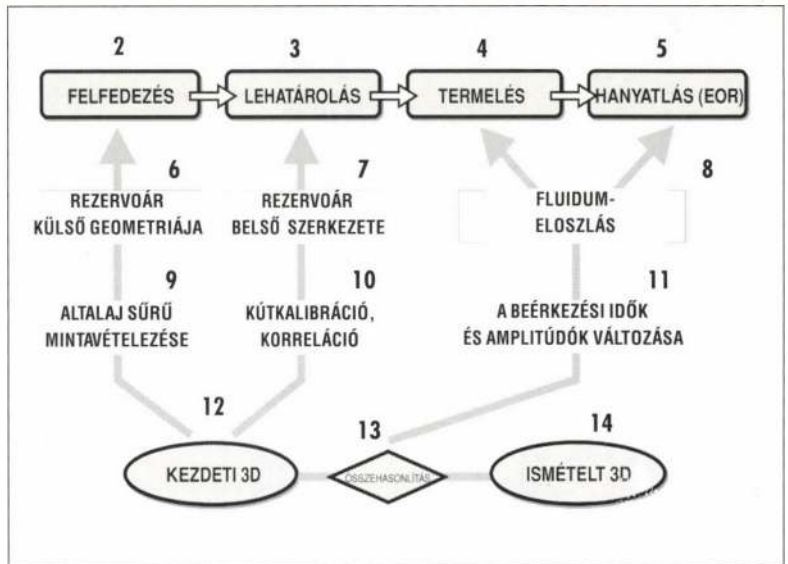 2 3 4 5
FELFEDEZÉS LEHATÁROLÁS TERMELÉS HANYATLÁS (EOR)
6 7 8
REZERVOÁR REZERVOÁR FLUIDUM-
KÜLSŐ GEOMETRIÁJA BELSŐ SZERKEZETE ELOSZLÁS
9 10 11
ALTALAJ SŰRŰ KÚTKALIBRÁCIÓ, A BEÉRKEZÉSI IDŐK
MINTAVÉTELEZÉSE KORRELÁCIÓ ÉS AMPLITÚDÓK VÁLTOZÁSA
12 13 14
KEZDETI 3D ÖSSZEHASONLÍTÁS ISMÉTELT 3D